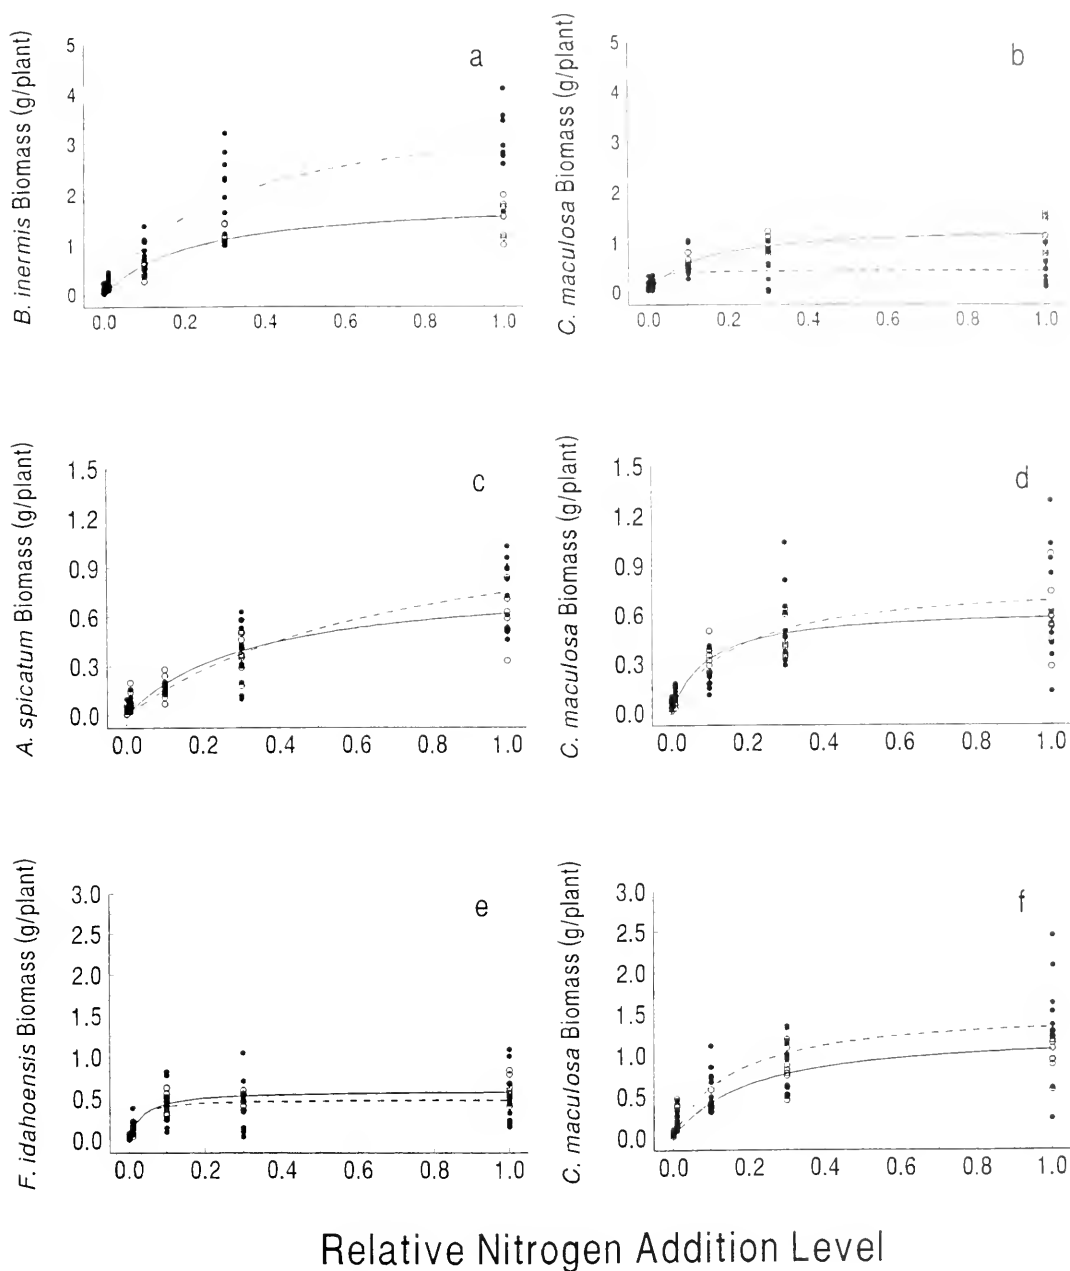 a
B. inermis Biomass (g/plant)
5
4
3
2
1
0
0.0 0.2 0.4 0.6 0.8 1.0
b
C. maculosa Biomass (g/plant)
5
4
3
2
1
0
0.0 0.2 0.4 0.6 0.8 1.0
c
A. spicatum Biomass (g/plant)
1.5
1.2
0.9
0.6
0.3
0.0
0.0 0.2 0.4 0.6 0.8 1.0
d
C. maculosa Biomass (g/plant)
1.5
1.2
0.9
0.6
0.3
0.0
0.0 0.2 0.4 0.6 0.8 1.0
e
F. idahoensis Biomass (g/plant)
3.0
2.5
2.0
1.5
1.0
0.5
0.0
0.0 0.2 0.4 0.6 0.8 1.0
f
C. maculosa Biomass (g/plant)
3.0
2.5
2.0
1.5
1.0
0.5
0.0
0.0 0.2 0.4 0.6 0.8 1.0
Relative Nitrogen Addition Level